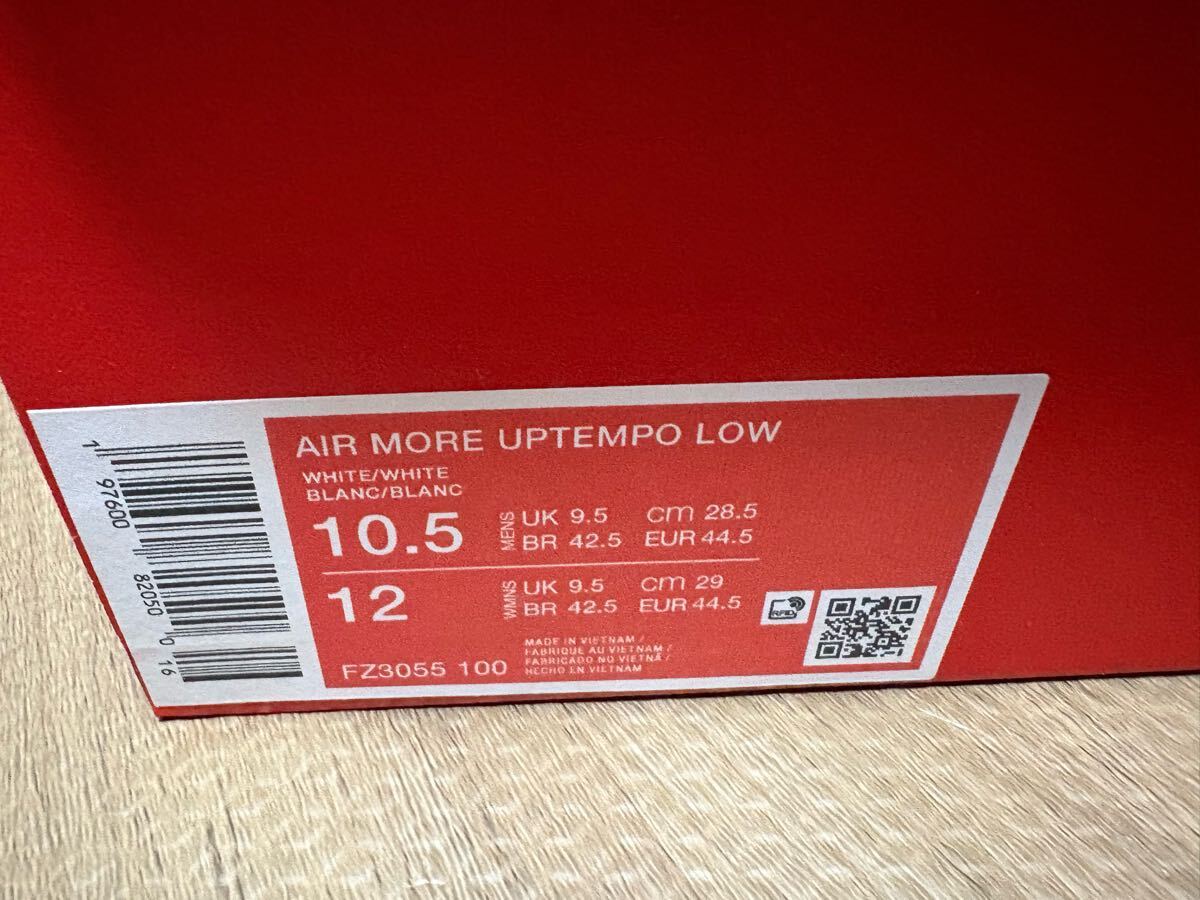 AIR MORE UPTEMPO LOW
WHITE/WHITE
BLANC/BLANC
10.5 MENS UK 9.5 cm 28.5
BR 42.5 EUR 44.5
12 WMNS UK 9.5 cm 29
BR 42.5 EUR 44.5
RFID
FZ3055 100
MADE IN VIETNAM /
FABRIQUE AU VIETNAM /
FABRICADO NO VIETNÃ /
HECHO EN VIETNAM
1 97600 82050 0 16